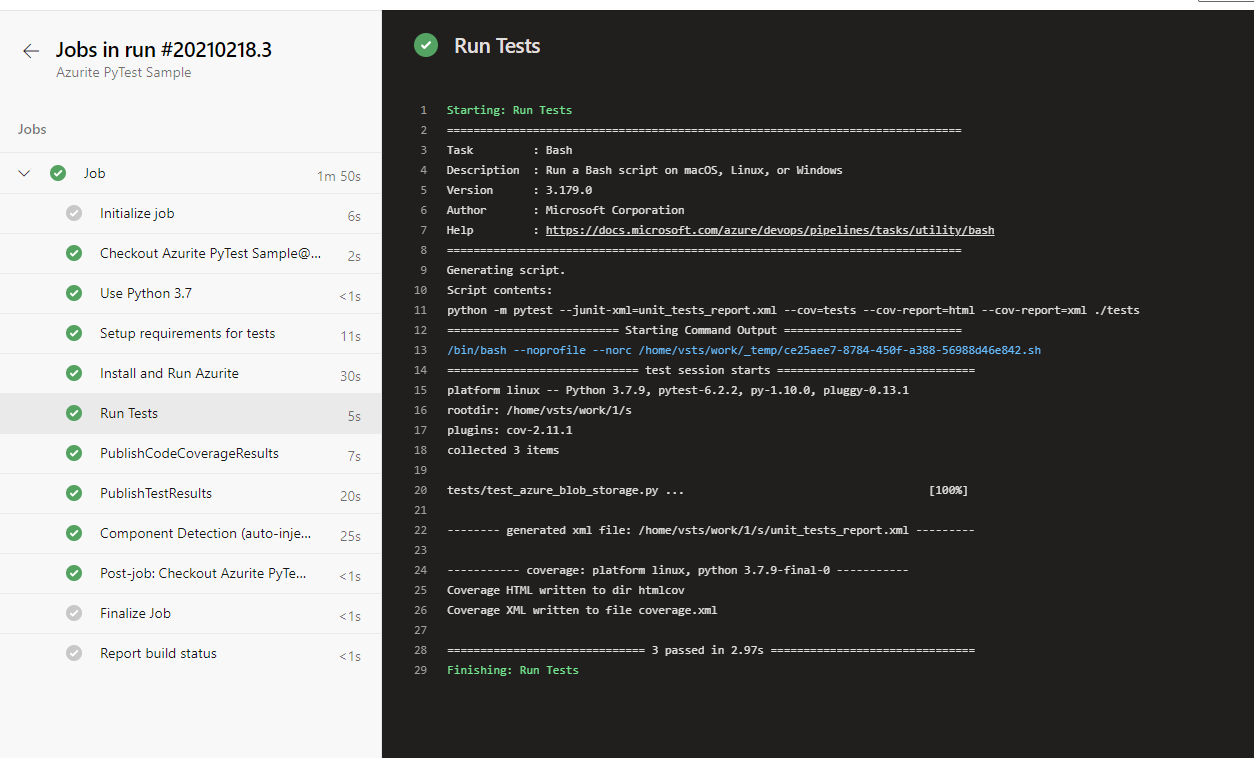 Jobs in run #20210218.3
Azurite PyTest Sample
Jobs
Job 1m 50s
Initialize job 6s
Checkout Azurite PyTest Sample@... 2s
Use Python 3.7 <1s
Setup requirements for tests 11s
Install and Run Azurite 30s
Run Tests 5s
PublishCodeCoverageResults 7s
PublishTestResults 20s
Component Detection (auto-inje... 25s
Post-job: Checkout Azurite PyTe... <1s
Finalize Job <1s
Report build status <1s
Run Tests
1 Starting: Run Tests
2 ==============================================================================
3 Task         : Bash
4 Description  : Run a Bash script on macOS, Linux, or Windows
5 Version      : 3.179.0
6 Author       : Microsoft Corporation
7 Help         : https://docs.microsoft.com/azure/devops/pipelines/tasks/utility/bash
8 ==============================================================================
9 Generating script.
10 Script contents:
11 python -m pytest --junit-xml=unit_tests_report.xml --cov=tests --cov-report=html --cov-report=xml ./tests
12 ========================== Starting Command Output ===========================
13 /bin/bash --noprofile --norc /home/vsts/work/_temp/ce25aee7-8784-450f-a388-56988d46e842.sh
14 ============================= test session starts ==============================
15 platform linux -- Python 3.7.9, pytest-6.2.2, py-1.10.0, pluggy-0.13.1
16 rootdir: /home/vsts/work/1/s
17 plugins: cov-2.11.1
18 collected 3 items
19
20 tests/test_azure_blob_storage.py ...                                     [100%]
21
22 -------- generated xml file: /home/vsts/work/1/s/unit_tests_report.xml ---------
23
24 ----------- coverage: platform linux, python 3.7.9-final-0 -----------
25 Coverage HTML written to dir htmlcov
26 Coverage XML written to file coverage.xml
27
28 ============================== 3 passed in 2.97s ===============================
29 Finishing: Run Tests